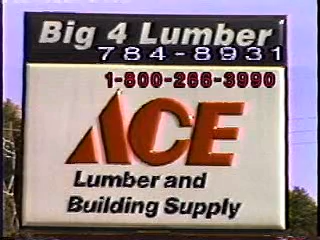 Big 4 Lumber
784-8931
1-800-266-3990
ACE
Lumber and
Building Supply